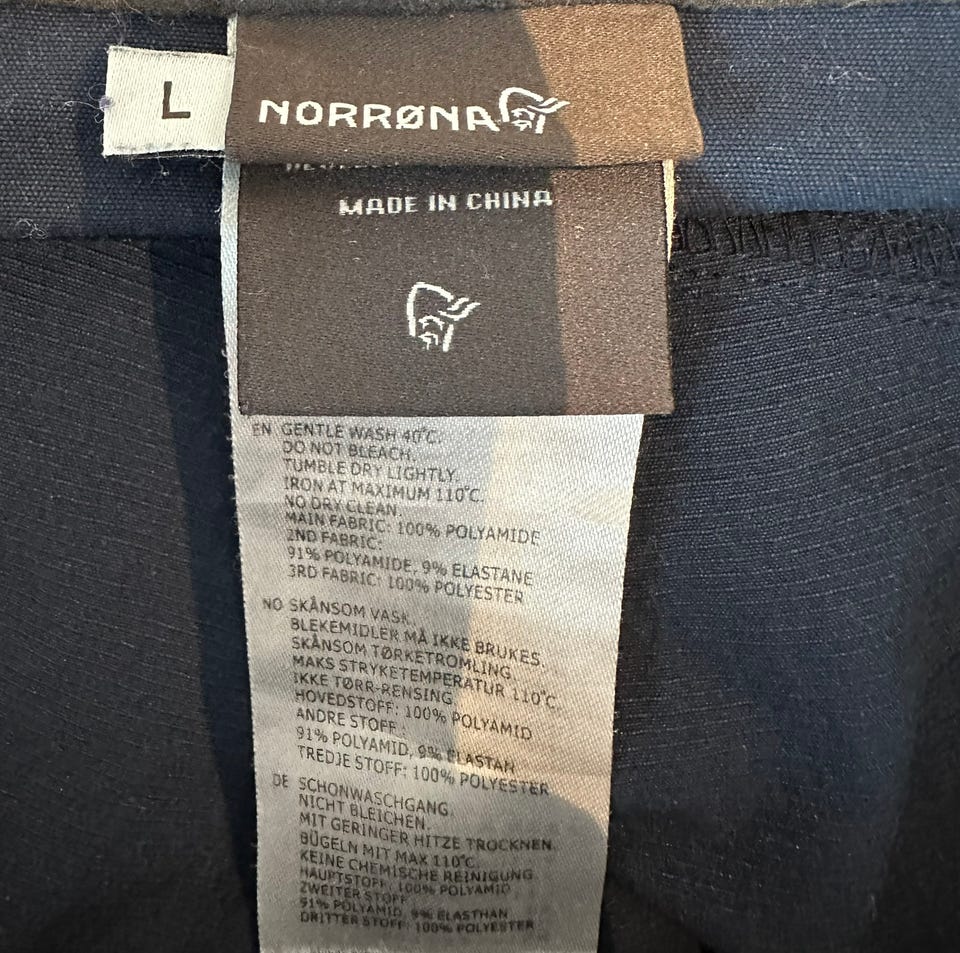 L
NORRØNA
MADE IN CHINA
EN GENTLE WASH 40°C.
DO NOT BLEACH.
TUMBLE DRY LIGHTLY.
IRON AT MAXIMUM 110°C.
NO DRY CLEAN.
MAIN FABRIC: 100% POLYAMIDE
2ND FABRIC:
91% POLYAMIDE, 9% ELASTANE
3RD FABRIC: 100% POLYESTER
NO SKÅNSOM VASK.
BLEKEMIDLER MÅ IKKE BRUKES.
SKÅNSOM TØRKETROMLING.
MAKS STRYKETEMPERATUR 110°C.
IKKE TØRR-RENSING
HOVEDSTOFF: 100% POLYAMID
ANDRE STOFF :
91% POLYAMID, 9% ELASTAN
TREDJE STOFF: 100% POLYESTER
DE SCHONWASCHGANG.
NICHT BLEICHEN.
MIT GERINGER HITZE TROCKNEN.
BÜGELN MIT MAX 110°C.
KEINE CHEMISCHE REINIGUNG
HAUPTSTOFF: 100% POLYAMID
ZWEITER STOFF
91% POLYAMID, 9% ELASTHAN
DRITTER STOFF: 100% POLYESTER